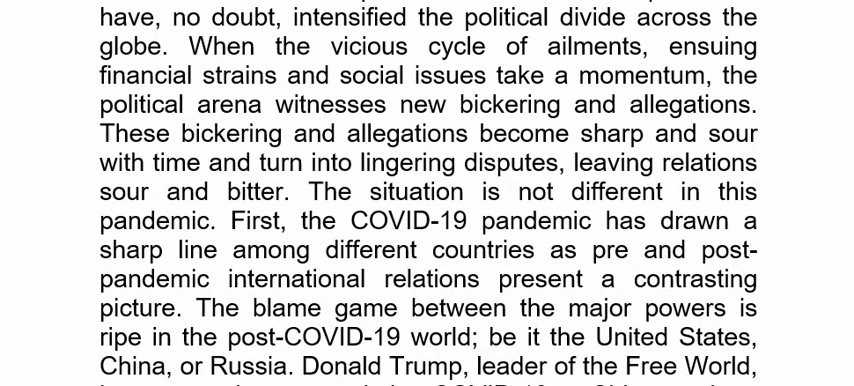 have, no doubt, intensified the political divide across the
globe. When the vicious cycle of ailments, ensuing
financial strains and social issues take a momentum, the
political arena witnesses new bickering and allegations.
These bickering and allegations become sharp and sour
with time and turn into lingering disputes, leaving relations
sour and bitter. The situation is not different in this
pandemic. First, the COVID-19 pandemic has drawn a
sharp line among different countries as pre and post-
pandemic international relations present a contrasting
picture. The blame game between the major powers is
ripe in the post-COVID-19 world; be it the United States,
China, or Russia. Donald Trump, leader of the Free World,